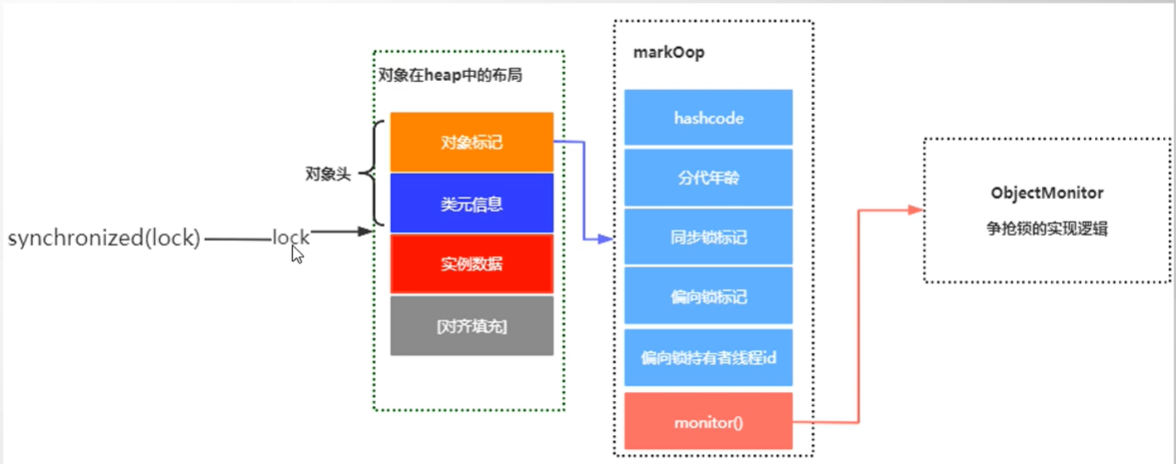 synchronized(lock)
lock
对象头
对象在heap中的布局
对象标记
类元信息
实例数据
[对齐填充]
markOop
hashcode
分代年龄
同步锁标记
偏向锁标记
偏向锁持有者线程id
monitor()
ObjectMonitor
争抢锁的实现逻辑